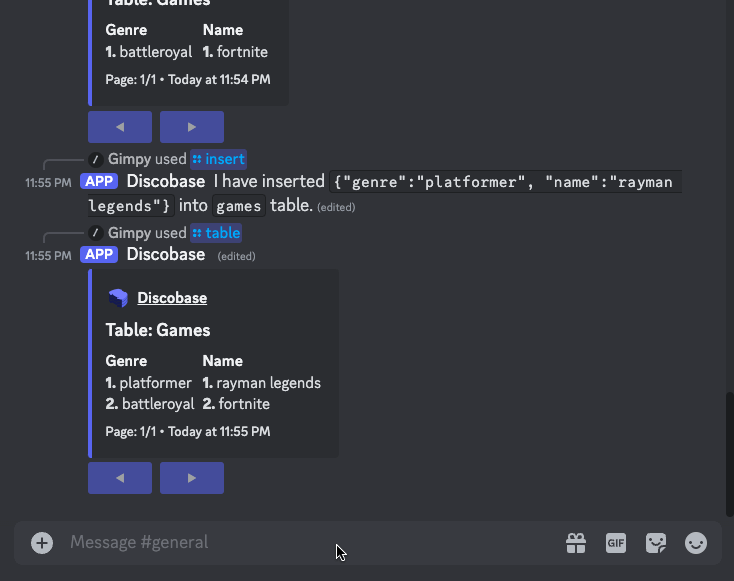 Table: Games
Genre Name
1. battleroyal 1. fortnite
Page: 1/1 • Today at 11:54 PM
Gimpy used insert
11:55 PM APP Discobase I have inserted {"genre":"platformer", "name":"rayman
legends"} into games table. (edited)
Gimpy used table
11:55 PM APP Discobase (edited)
Discobase
Table: Games
Genre Name
1. platformer 1. rayman legends
2. battleroyal 2. fortnite
Page: 1/1 • Today at 11:55 PM
Message #general
GIF